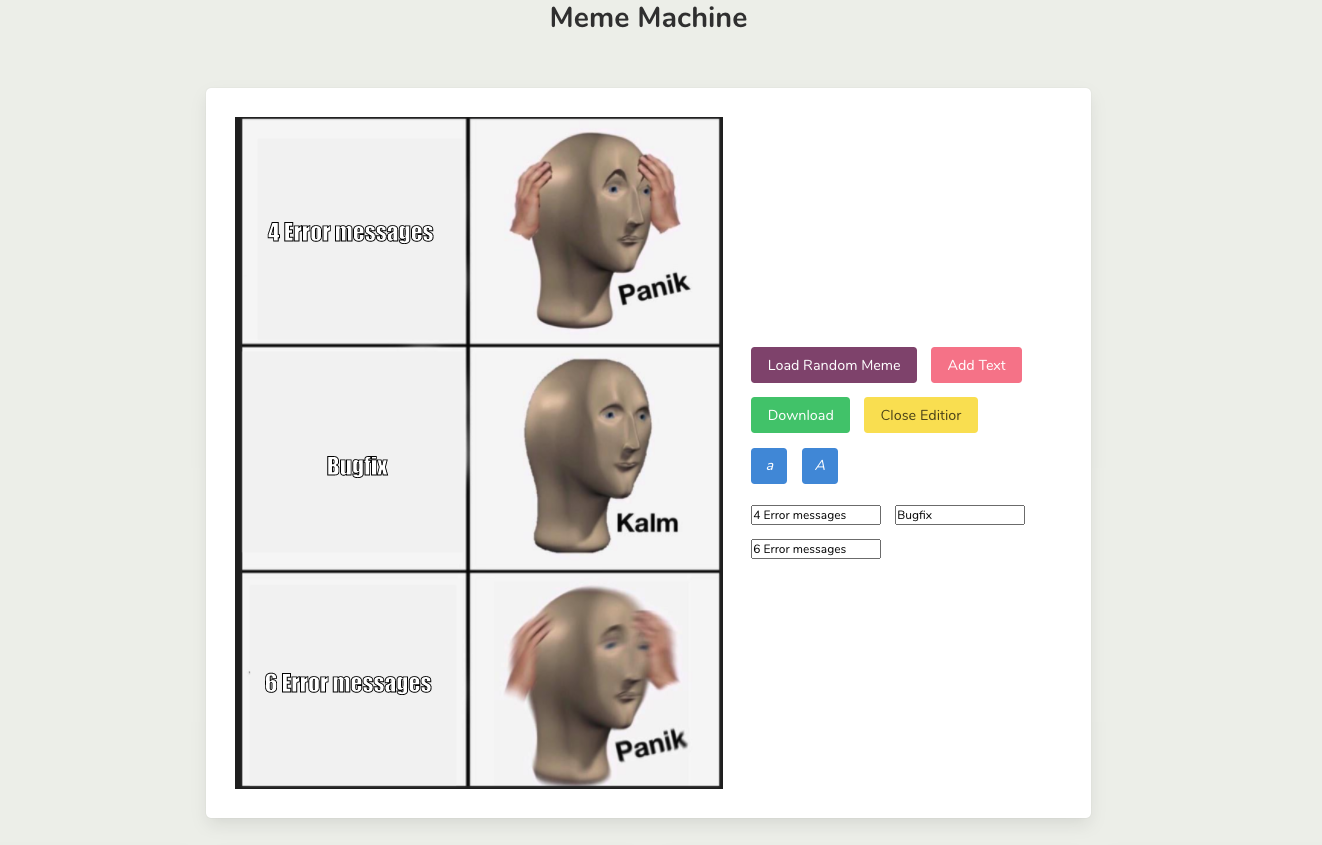 Meme Machine
4 Error messages
Panik
Bugfix
Kalm
6 Error messages
Panik
Load Random Meme
Add Text
Download
Close Editior
a
A
4 Error messages
Bugfix
6 Error messages